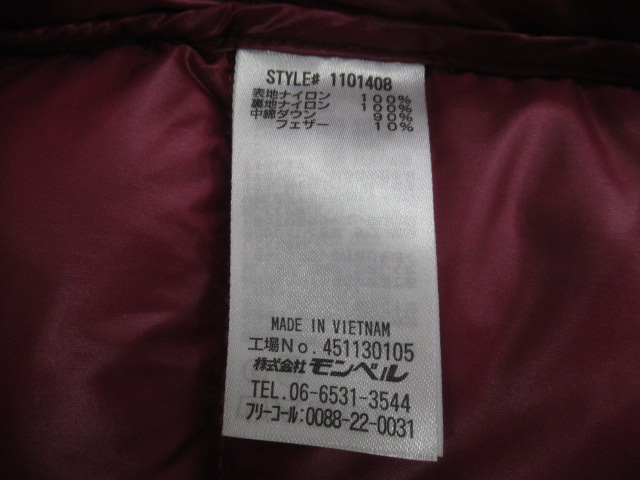 STYLE# 1101408
表地ナイロン 100%
裏地ナイロン 100%
中綿ダウン 90%
フェザー 10%
MADE IN VIETNAM
工場No. 451130105
株式会社 モンベル
TEL.06-6531-3544
フリーコール:0088-22-0031